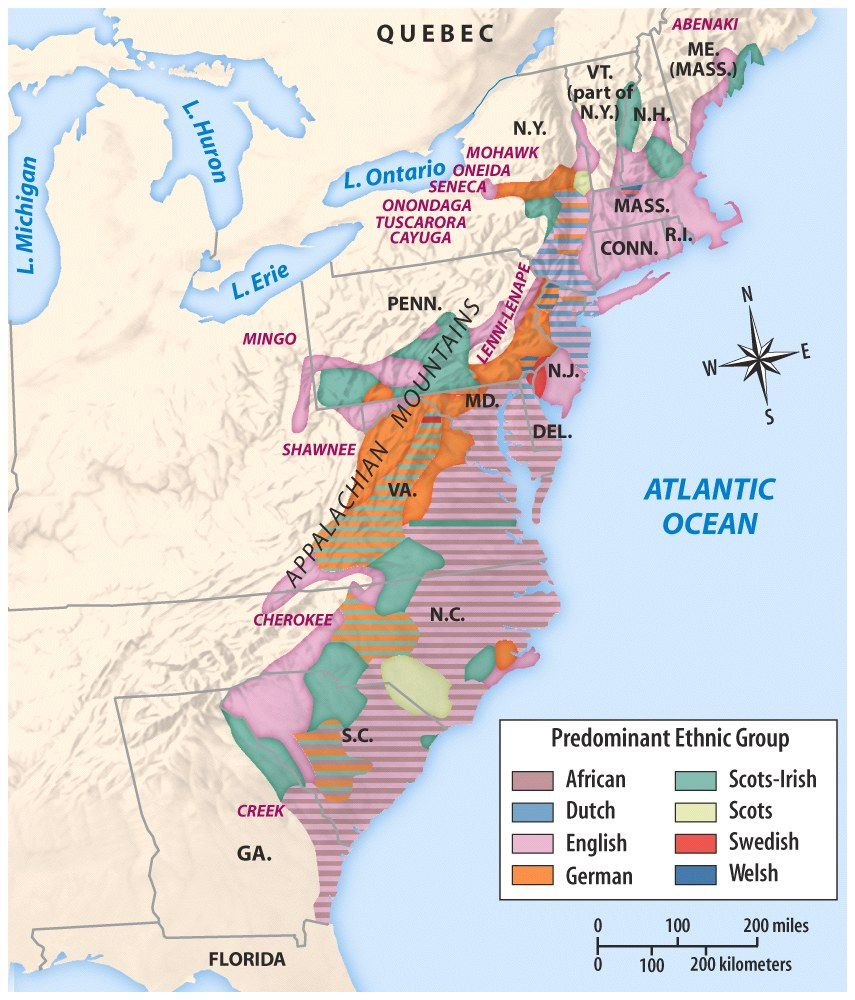 ABENAKI
QUEBEC
ME.
(MASS.)
VT.
(part of
N.Y.)
N.H.
N.Y.
L. Huron
L. Michigan
L. Ontario
MOHAWK
ONEIDA
SENECA
ONONDAGA
TUSCARORA
CAYUGA
MASS.
CONN.
R.I.
L. Erie
PENN.
LENNI-LENAPE
MINGO
N.J.
MD.
DEL.
SHAWNEE
APPALACHIAN MOUNTAINS
VA.
N
W
E
S
ATLANTIC
OCEAN
CHEROKEE
N.C.
S.C.
CREEK
GA.
FLORIDA
Predominant Ethnic Group
African
Dutch
English
German
Scots-Irish
Scots
Swedish
Welsh
0 100 200 miles
0 100 200 kilometers